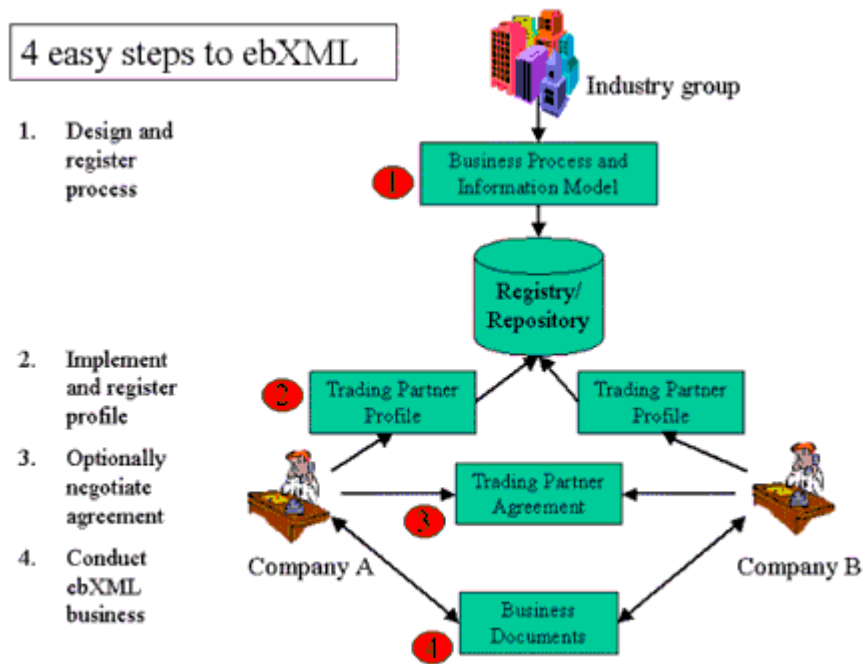 4 easy steps to ebXML
Industry group
1. Design and
register
process
1
Business Process and
Information Model
Registry/
Repository
2. Implement
and register
profile
2
Trading Partner
Profile
Trading Partner
Profile
3. Optionally
negotiate
agreement
Trading Partner
Agreement
3
Company A
Company B
4. Conduct
ebXML
business
Business
Documents
4